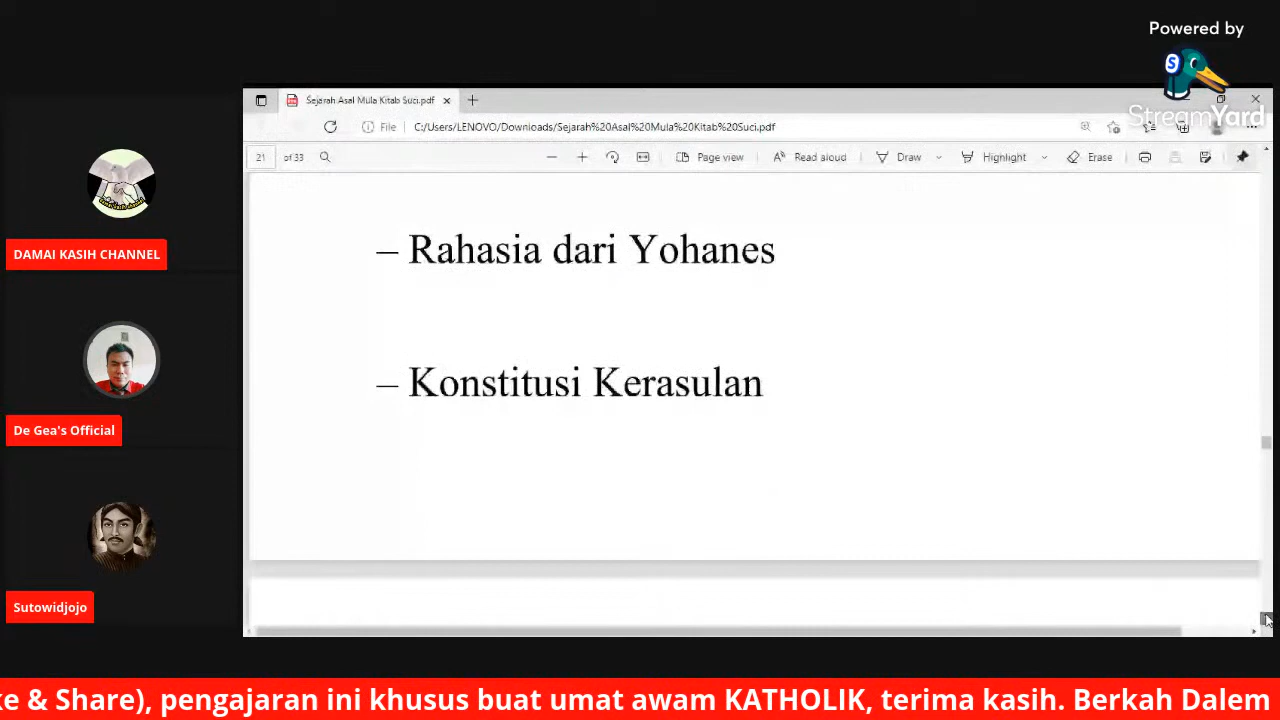 Powered by
StreamYard
Sejarah Asal Mula Kitab Suci.pdf
File C:/Users/LENOVO/Downloads/Sejarah%20Asal%20Mula%20Kitab%20Suci.pdf
21 of 33 Page view Read aloud Draw Highlight Erase
– Rahasia dari Yohanes
– Konstitusi Kerasulan
DAMAI KASIH CHANNEL
De Gea's Official
Sutowidjojo
ke & Share), pengajaran ini khusus buat umat awam KATHOLIK, terima kasih. Berkah Dalem